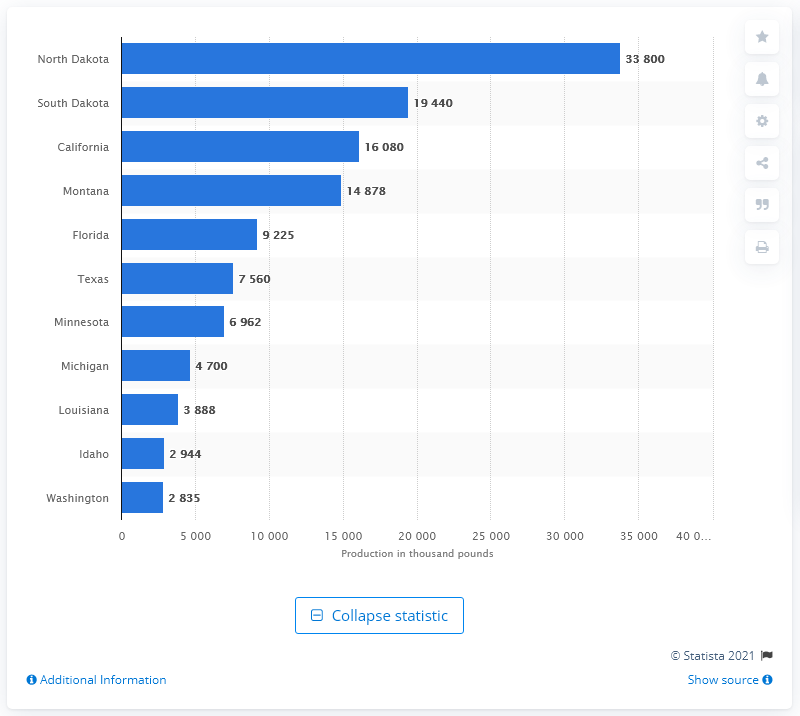 North Dakota 33 800
South Dakota 19 440
California 16 080
Montana 14 878
Florida 9 225
Texas 7 560
Minnesota 6 962
Michigan 4 700
Louisiana 3 888
Idaho 2 944
Washington 2 835
0 5 000 10 000 15 000 20 000 25 000 30 000 35 000 40 0...
Production in thousand pounds
Collapse statistic
© Statista 2021
Additional Information Show source